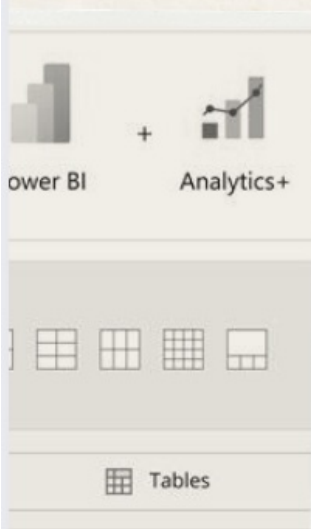 ower BI
+
Analytics+
Tables